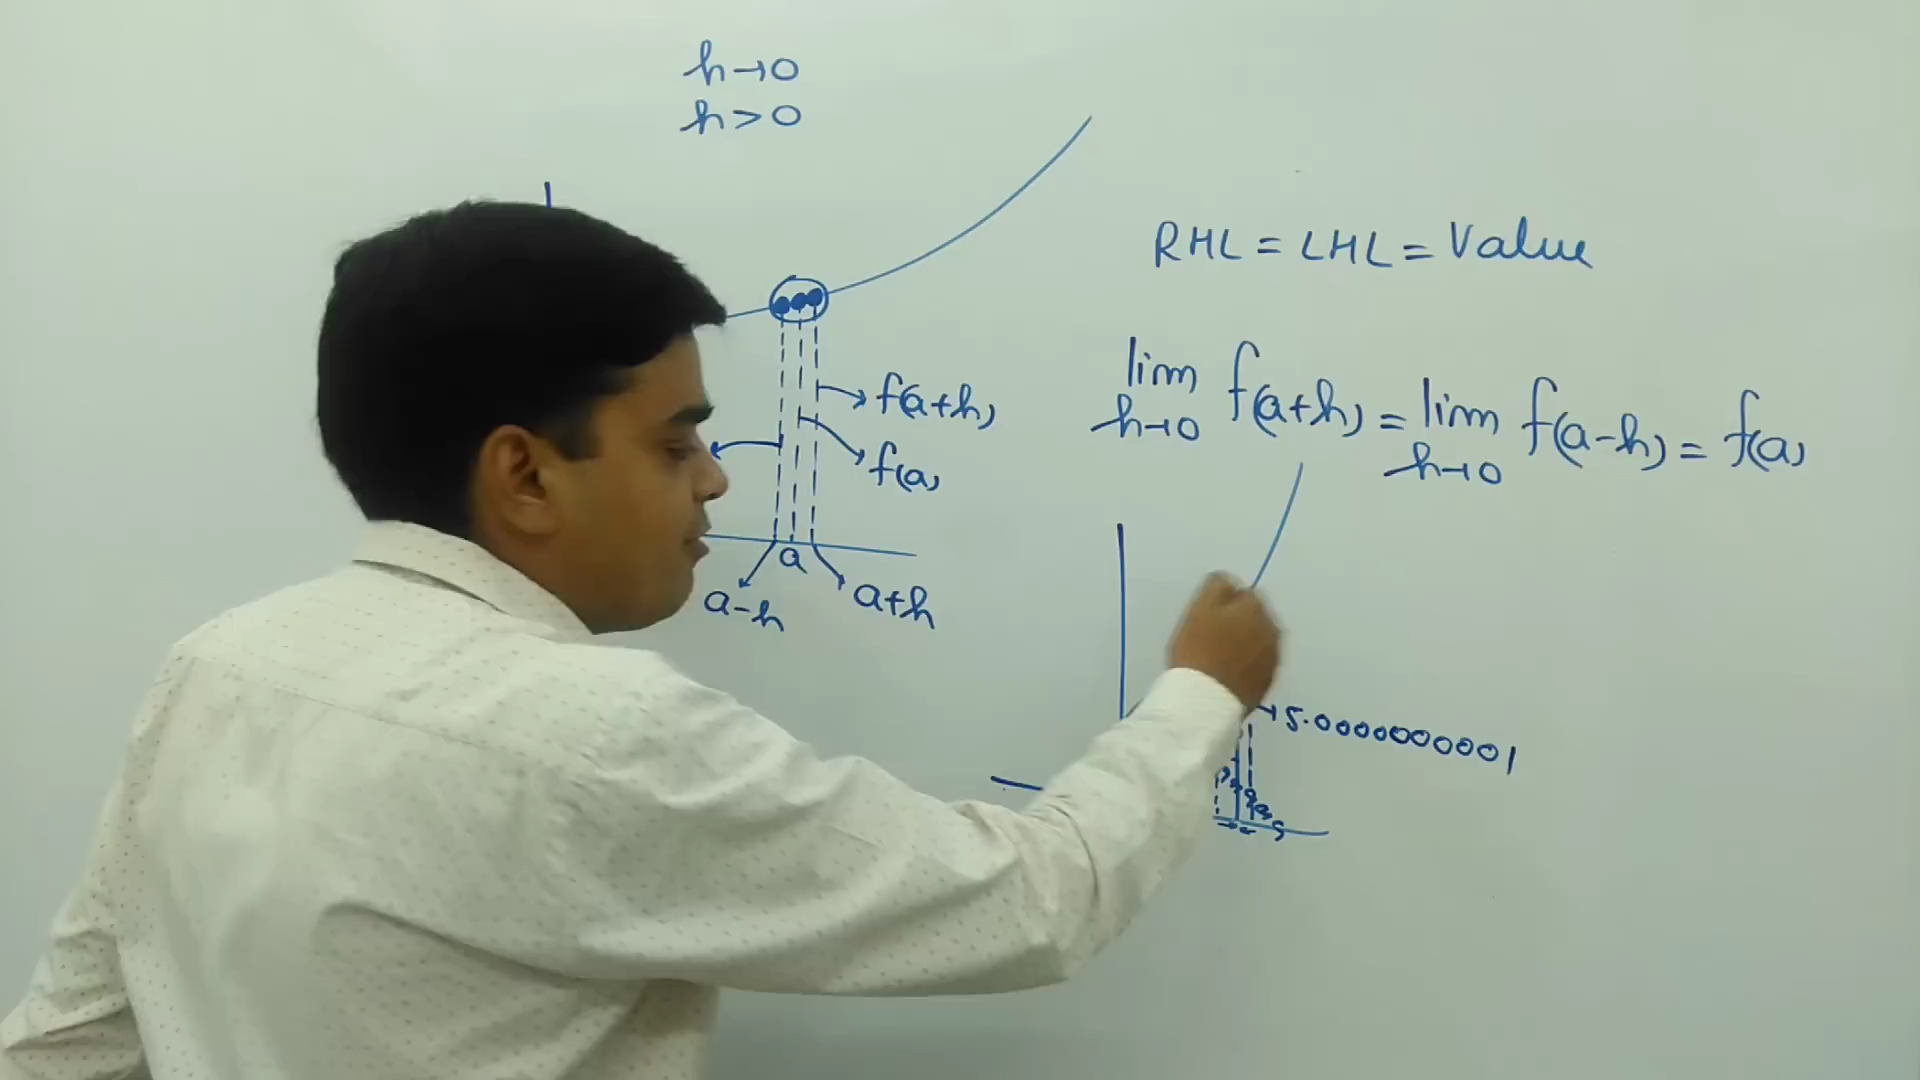 h→0
h>0
RHL = LHL = Value
lim h→0 f(a+h) = lim h→0 f(a-h) = f(a)
f(a+h)
f(a)
a
a-h
a+h
5.0000000001